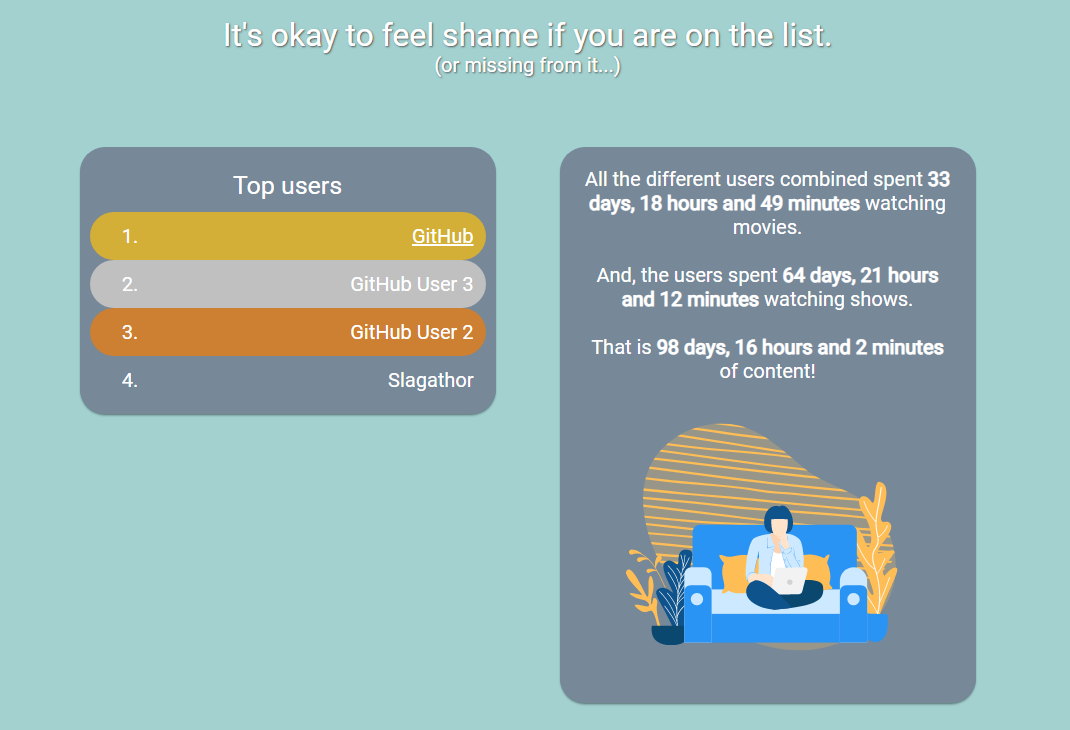 It's okay to feel shame if you are on the list.
(or missing from it...)
Top users
1. GitHub
2. GitHub User 3
3. GitHub User 2
4. Slagathor
All the different users combined spent 33
days, 18 hours and 49 minutes watching
movies.
And, the users spent 64 days, 21 hours
and 12 minutes watching shows.
That is 98 days, 16 hours and 2 minutes
of content!